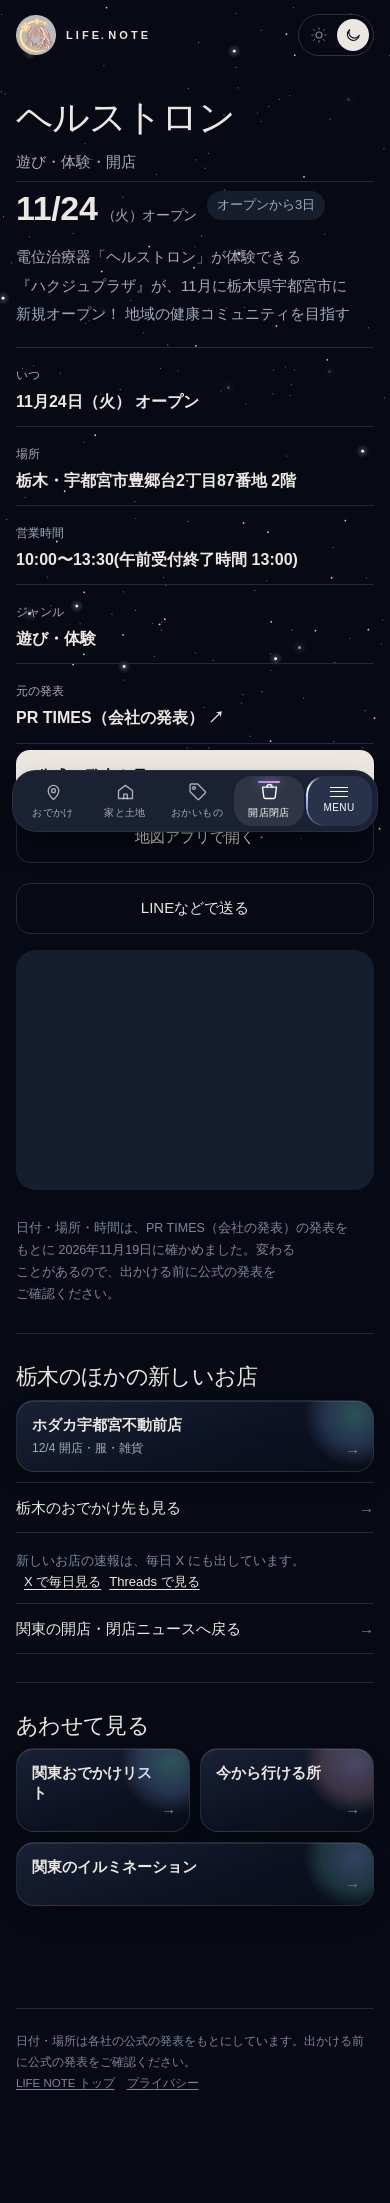 LIFE.NOTE
ヘルストロン
遊び・体験・開店
11/24 （火）オープン オープンから3日
電位治療器「ヘルストロン」が体験できる
『ハクジュプラザ』が、11月に栃木県宇都宮市に
新規オープン！ 地域の健康コミュニティを目指す
いつ
11月24日（火） オープン
場所
栃木・宇都宮市豊郷台2丁目87番地 2階
営業時間
10:00〜13:30(午前受付終了時間 13:00)
ジャンル
遊び・体験
元の発表
PR TIMES（会社の発表） ↗
おでかけ
家と土地
おかいもの
開店閉店
MENU
地図アプリで開く
LINEなどで送る
日付・場所・時間は、PR TIMES（会社の発表）の発表を
もとに 2026年11月19日に確かめました。変わる
ことがあるので、出かける前に公式の発表を
ご確認ください。
栃木のほかの新しいお店
ホダカ宇都宮不動前店
12/4 開店・服・雑貨
→
栃木のおでかけ先も見る →
新しいお店の速報は、毎日 X にも出しています。
X で毎日見る Threads で見る
関東の開店・閉店ニュースへ戻る →
あわせて見る
関東おでかけリス
ト
→
今から行ける所
→
関東のイルミネーション
→
日付・場所は各社の公式の発表をもとにしています。出かける前
に公式の発表をご確認ください。
LIFE NOTE トップ プライバシー